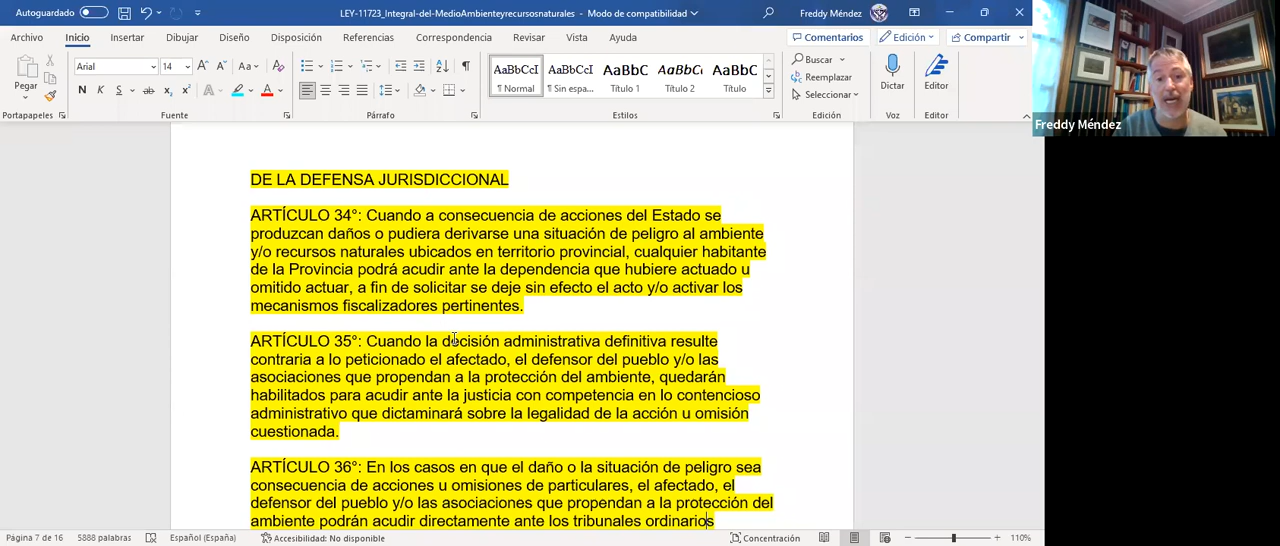 Autoguardado
LEY-11723_Integral-del-MedioAmbienteyrecursosnaturales - Modo de compatibilidad
Freddy Méndez
Archivo Inicio Insertar Dibujar Diseño Disposición Referencias Correspondencia Revisar Vista Ayuda
Comentarios Edición Compartir
Pegar
Portapapeles
Arial 14
N K S ab x₂ x²
Fuente
Párrafo
AaBbCcI AaBbCcI AaBbC AaBbCc AaBbC
¶ Normal ¶ Sin espa... Título 1 Título 2 Título
Estilos
Buscar
Reemplazar
Seleccionar
Edición
Dictar
Voz
Editor
Editor
Freddy Méndez
DE LA DEFENSA JURISDICCIONAL
ARTÍCULO 34°: Cuando a consecuencia de acciones del Estado se
produzcan daños o pudiera derivarse una situación de peligro al ambiente
y/o recursos naturales ubicados en territorio provincial, cualquier habitante
de la Provincia podrá acudir ante la dependencia que hubiere actuado u
omitido actuar, a fin de solicitar se deje sin efecto el acto y/o activar los
mecanismos fiscalizadores pertinentes.
ARTÍCULO 35°: Cuando la decisión administrativa definitiva resulte
contraria a lo peticionado el afectado, el defensor del pueblo y/o las
asociaciones que propendan a la protección del ambiente, quedarán
habilitados para acudir ante la justicia con competencia en lo contencioso
administrativo que dictaminará sobre la legalidad de la acción u omisión
cuestionada.
ARTÍCULO 36°: En los casos en que el daño o la situación de peligro sea
consecuencia de acciones u omisiones de particulares, el afectado, el
defensor del pueblo y/o las asociaciones que propendan a la protección del
ambiente podrán acudir directamente ante los tribunales ordinarios
Página 7 de 16 5888 palabras Español (España) Accesibilidad: No disponible Concentración 110%